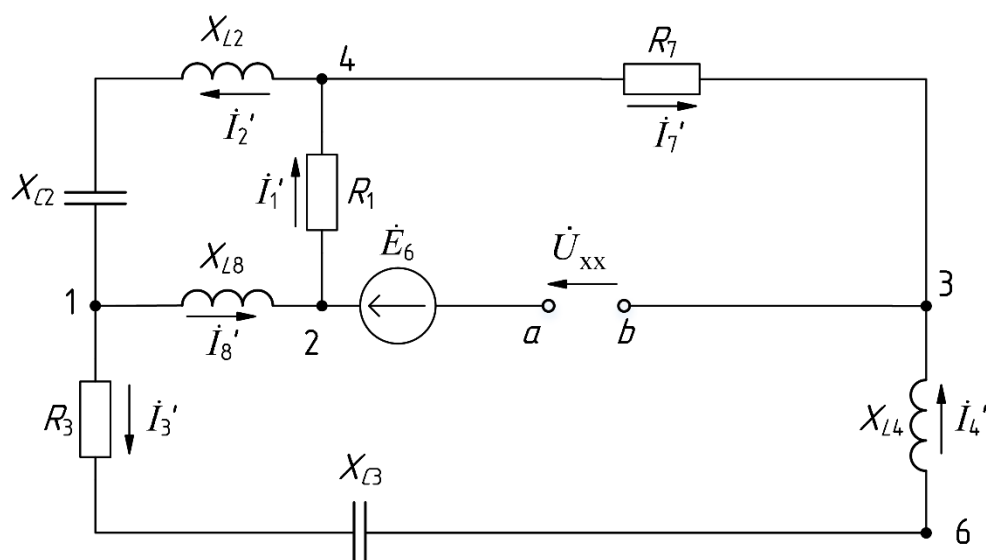 X_L2
4
R_7
İ_2'
İ_7'
X_C2
İ_1'
R_1
X_L8
Ė_6
U̇_xx
1
2
a
b
3
İ_8'
R_3
İ_3'
X_L4
İ_4'
X_C3
6